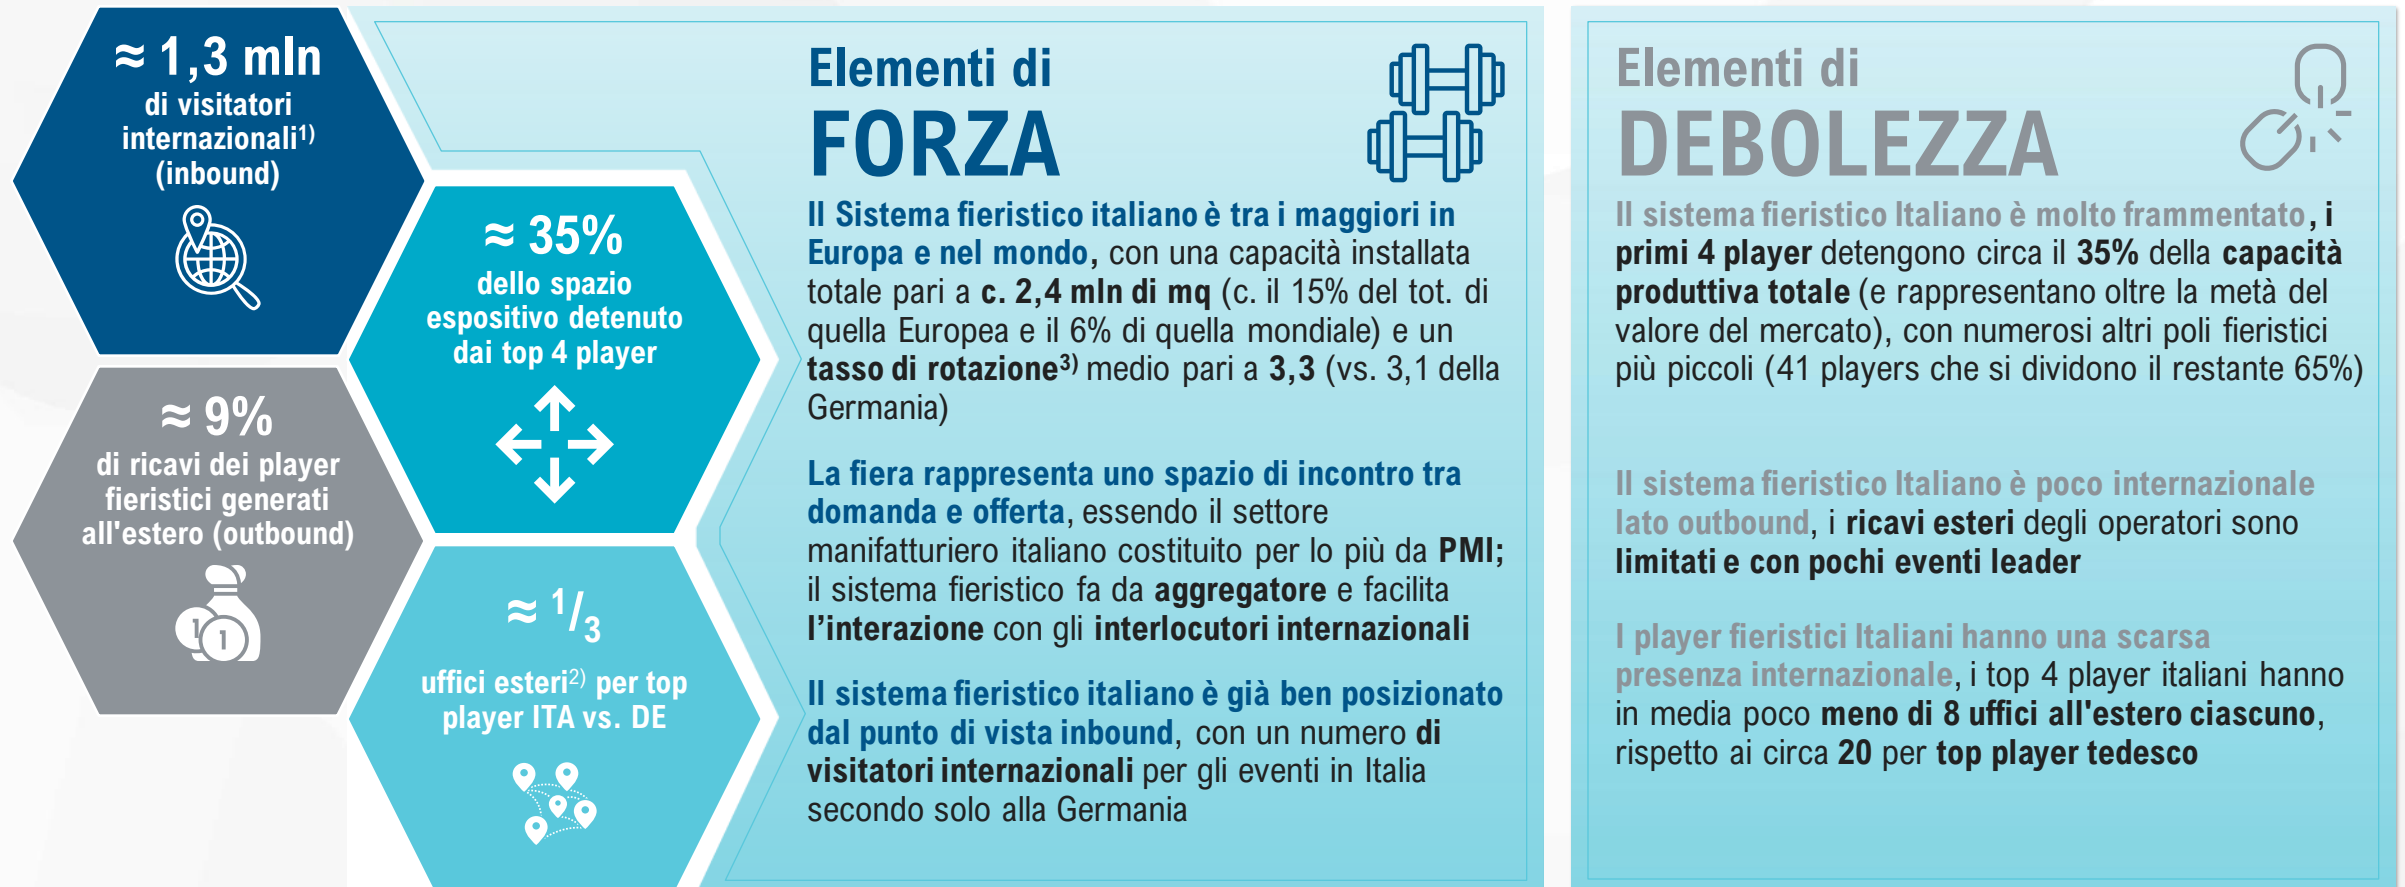 ≈ 1,3 mln
di visitatori
internazionali1)
(inbound)
≈ 35%
dello spazio
espositivo detenuto
dai top 4 player
≈ 9%
di ricavi dei player
fieristici generati
all'estero (outbound)
1 1
≈ 1/3
uffici esteri2) per top
player ITA vs. DE
Elementi di
FORZA
Il Sistema fieristico italiano è tra i maggiori in
Europa e nel mondo, con una capacità installata
totale pari a c. 2,4 mln di mq (c. il 15% del tot. di
quella Europea e il 6% di quella mondiale) e un
tasso di rotazione3) medio pari a 3,3 (vs. 3,1 della
Germania)
La fiera rappresenta uno spazio di incontro tra
domanda e offerta, essendo il settore
manifatturiero italiano costituito per lo più da PMI;
il sistema fieristico fa da aggregatore e facilita
l’interazione con gli interlocutori internazionali
Il sistema fieristico italiano è già ben posizionato
dal punto di vista inbound, con un numero di
visitatori internazionali per gli eventi in Italia
secondo solo alla Germania
Elementi di
DEBOLEZZA
Il sistema fieristico Italiano è molto frammentato, i
primi 4 player detengono circa il 35% della capacità
produttiva totale (e rappresentano oltre la metà del
valore del mercato), con numerosi altri poli fieristici
più piccoli (41 players che si dividono il restante 65%)
Il sistema fieristico Italiano è poco internazionale
lato outbound, i ricavi esteri degli operatori sono
limitati e con pochi eventi leader
I player fieristici Italiani hanno una scarsa
presenza internazionale, i top 4 player italiani hanno
in media poco meno di 8 uffici all'estero ciascuno,
rispetto ai circa 20 per top player tedesco